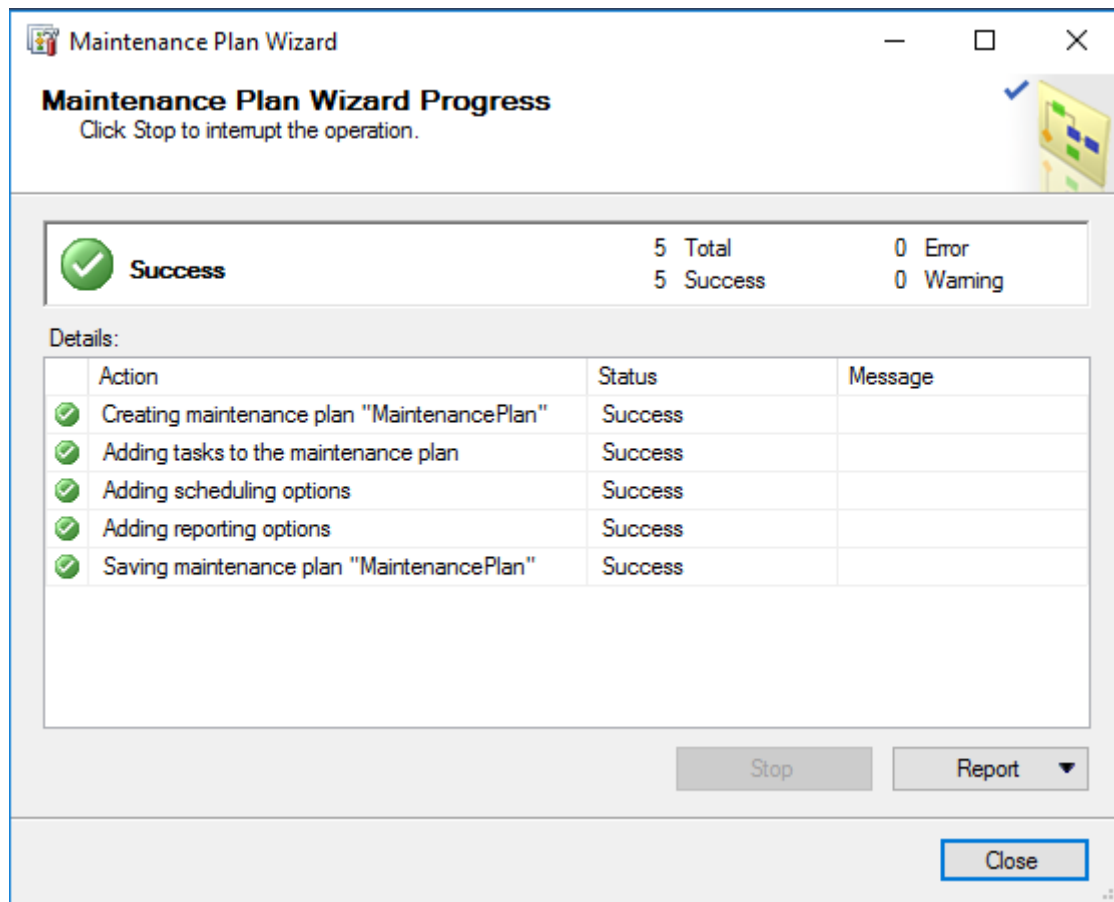 Maintenance Plan Wizard
Maintenance Plan Wizard Progress
Click Stop to interrupt the operation.
Success 5 Total 0 Error
5 Success 0 Warning
Details:
Action Status Message
Creating maintenance plan "MaintenancePlan" Success
Adding tasks to the maintenance plan Success
Adding scheduling options Success
Adding reporting options Success
Saving maintenance plan "MaintenancePlan" Success
Stop Report
Close